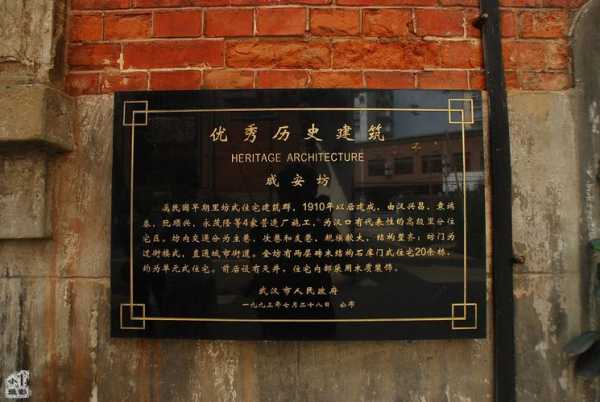 优秀历史建筑
HERITAGE ARCHITECTURE
咸安坊
为民国早期里坊式住宅建筑群，1910年以后建成，由汉兴昌、袁瑞
泰、阮顺兴、永茂隆等4家营造厂施工，为汉口有代表性的高级里分住
宅区。坊内交通分为主巷、次巷和支巷，规模较大，结构整齐；坊门为
过街楼式，直通城市街道。全坊有两层砖木结构石库门式住宅20余栋，
均为单元式住宅。前后设有天井，住宅内部采用木质装饰。
武汉市人民政府
一九九三年七月二十八日 公布